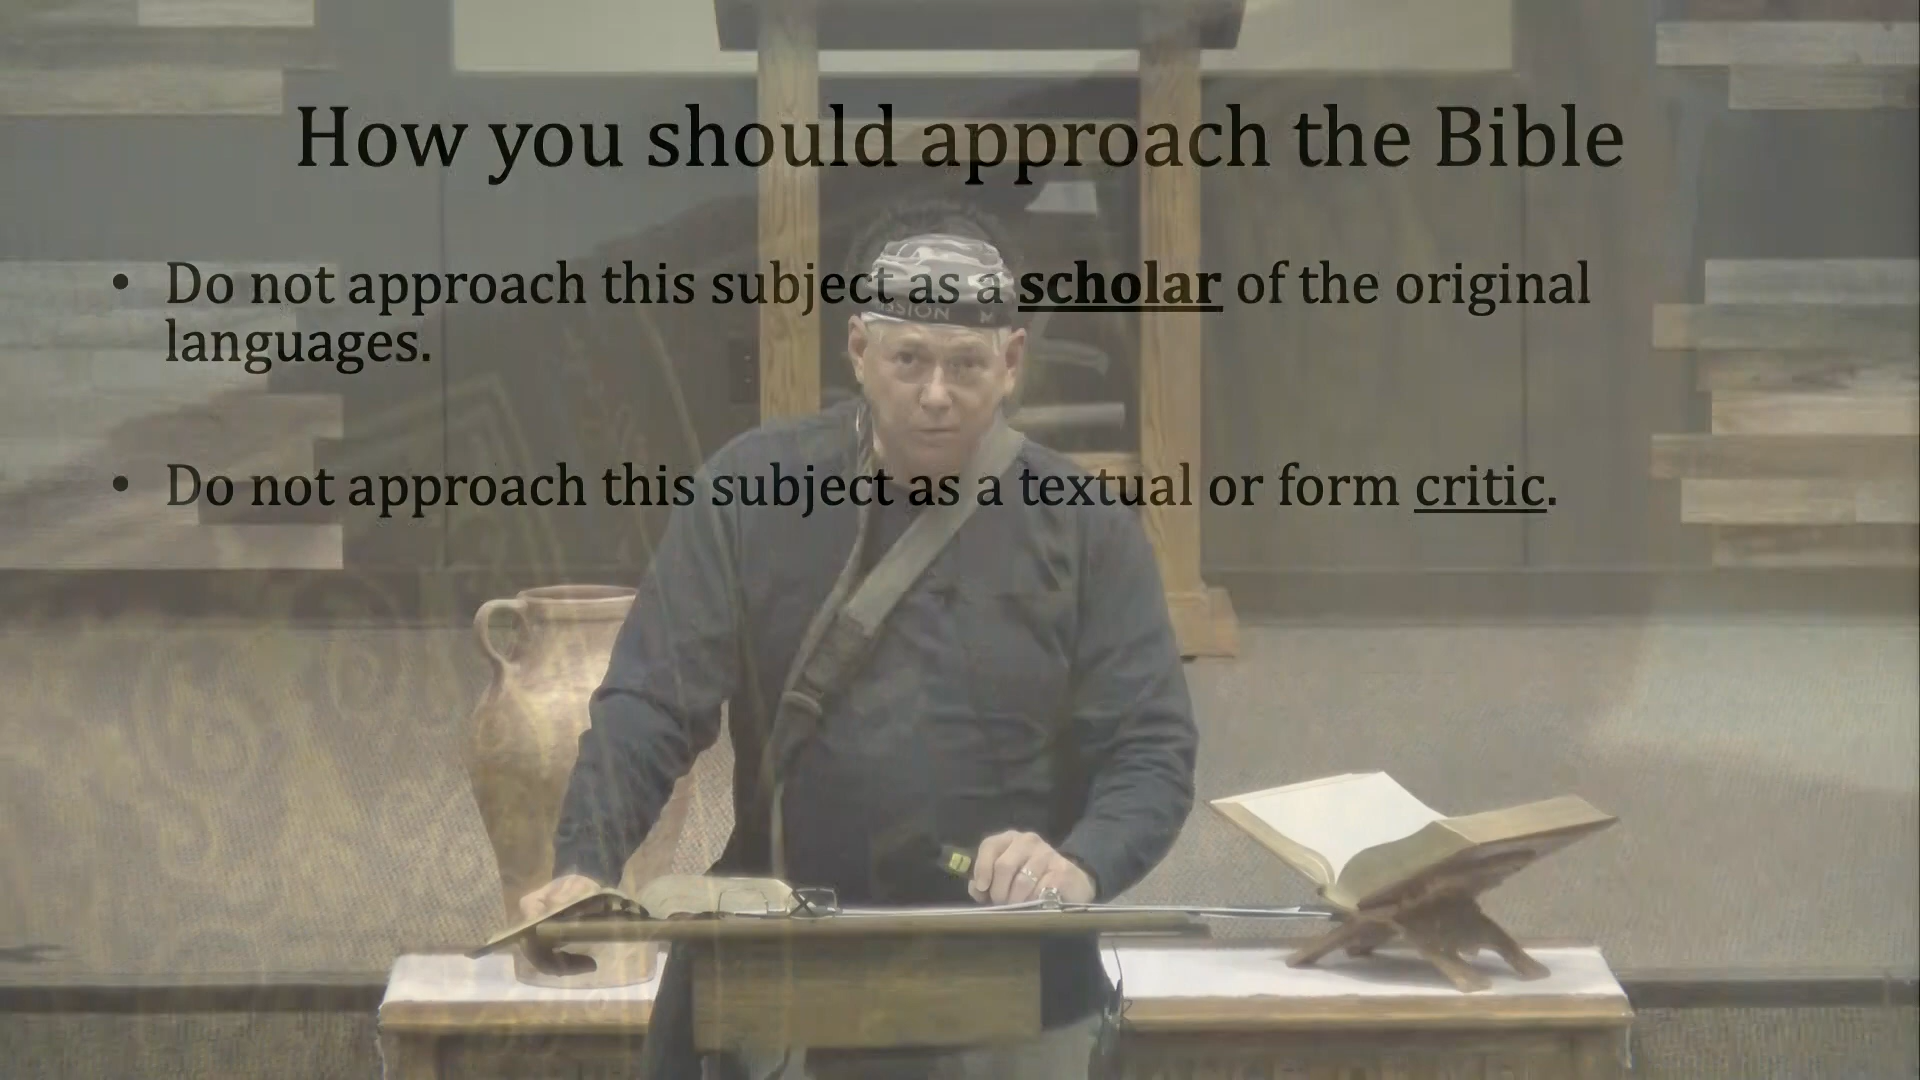 How you should approach the Bible
• Do not approach this subject as a scholar of the original
languages.
• Do not approach this subject as a textual or form critic.